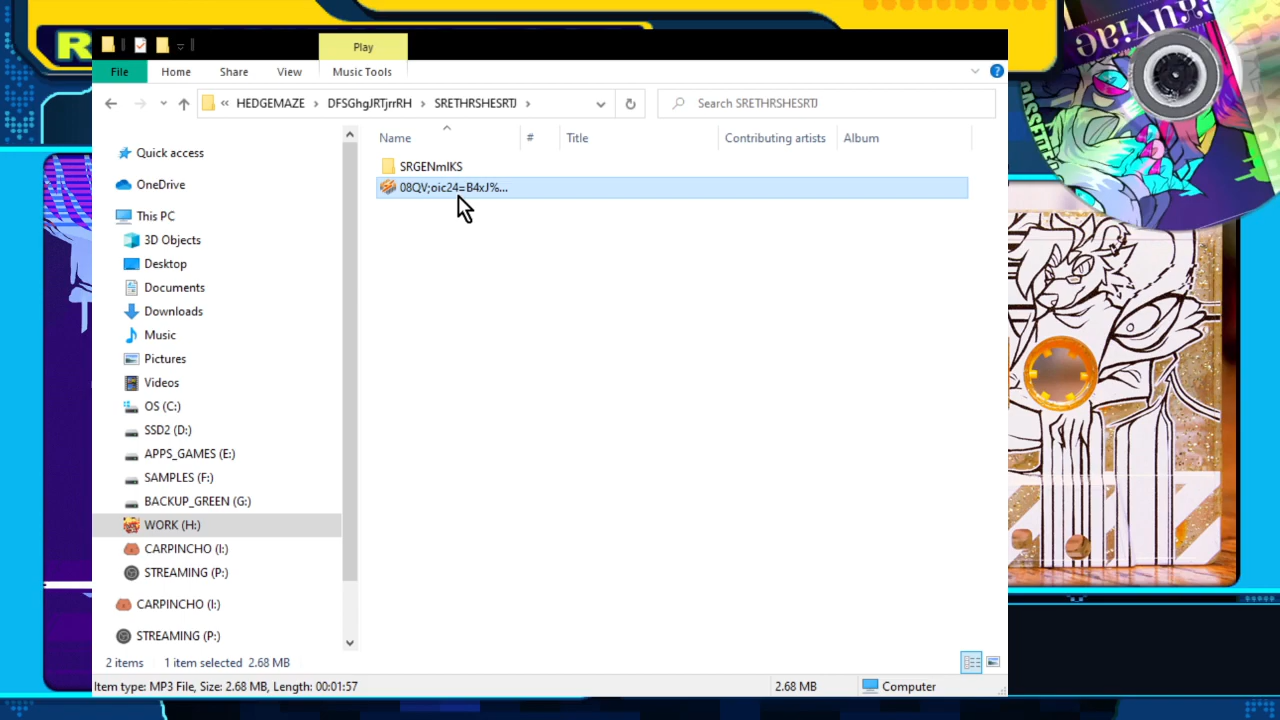 R
Play
File Home Share View Music Tools
« HEDGEMAZE > DFSGhgJRTjrrRH > SRETHRSHESRTJ >
Search SRETHRSHESRTJ
Name # Title Contributing artists Album
Quick access
OneDrive
This PC
3D Objects
Desktop
Documents
Downloads
Music
Pictures
Videos
OS (C:)
SSD2 (D:)
APPS_GAMES (E:)
SAMPLES (F:)
BACKUP_GREEN (G:)
WORK (H:)
CARPINCHO (I:)
STREAMING (P:)
CARPINCHO (I:)
STREAMING (P:)
SRGENmlKS
08QV;oic24=B4xJ%...
2 items 1 item selected 2.68 MB
Item type: MP3 File, Size: 2.68 MB, Length: 00:01:57
2.68 MB
Computer
CASSETTE